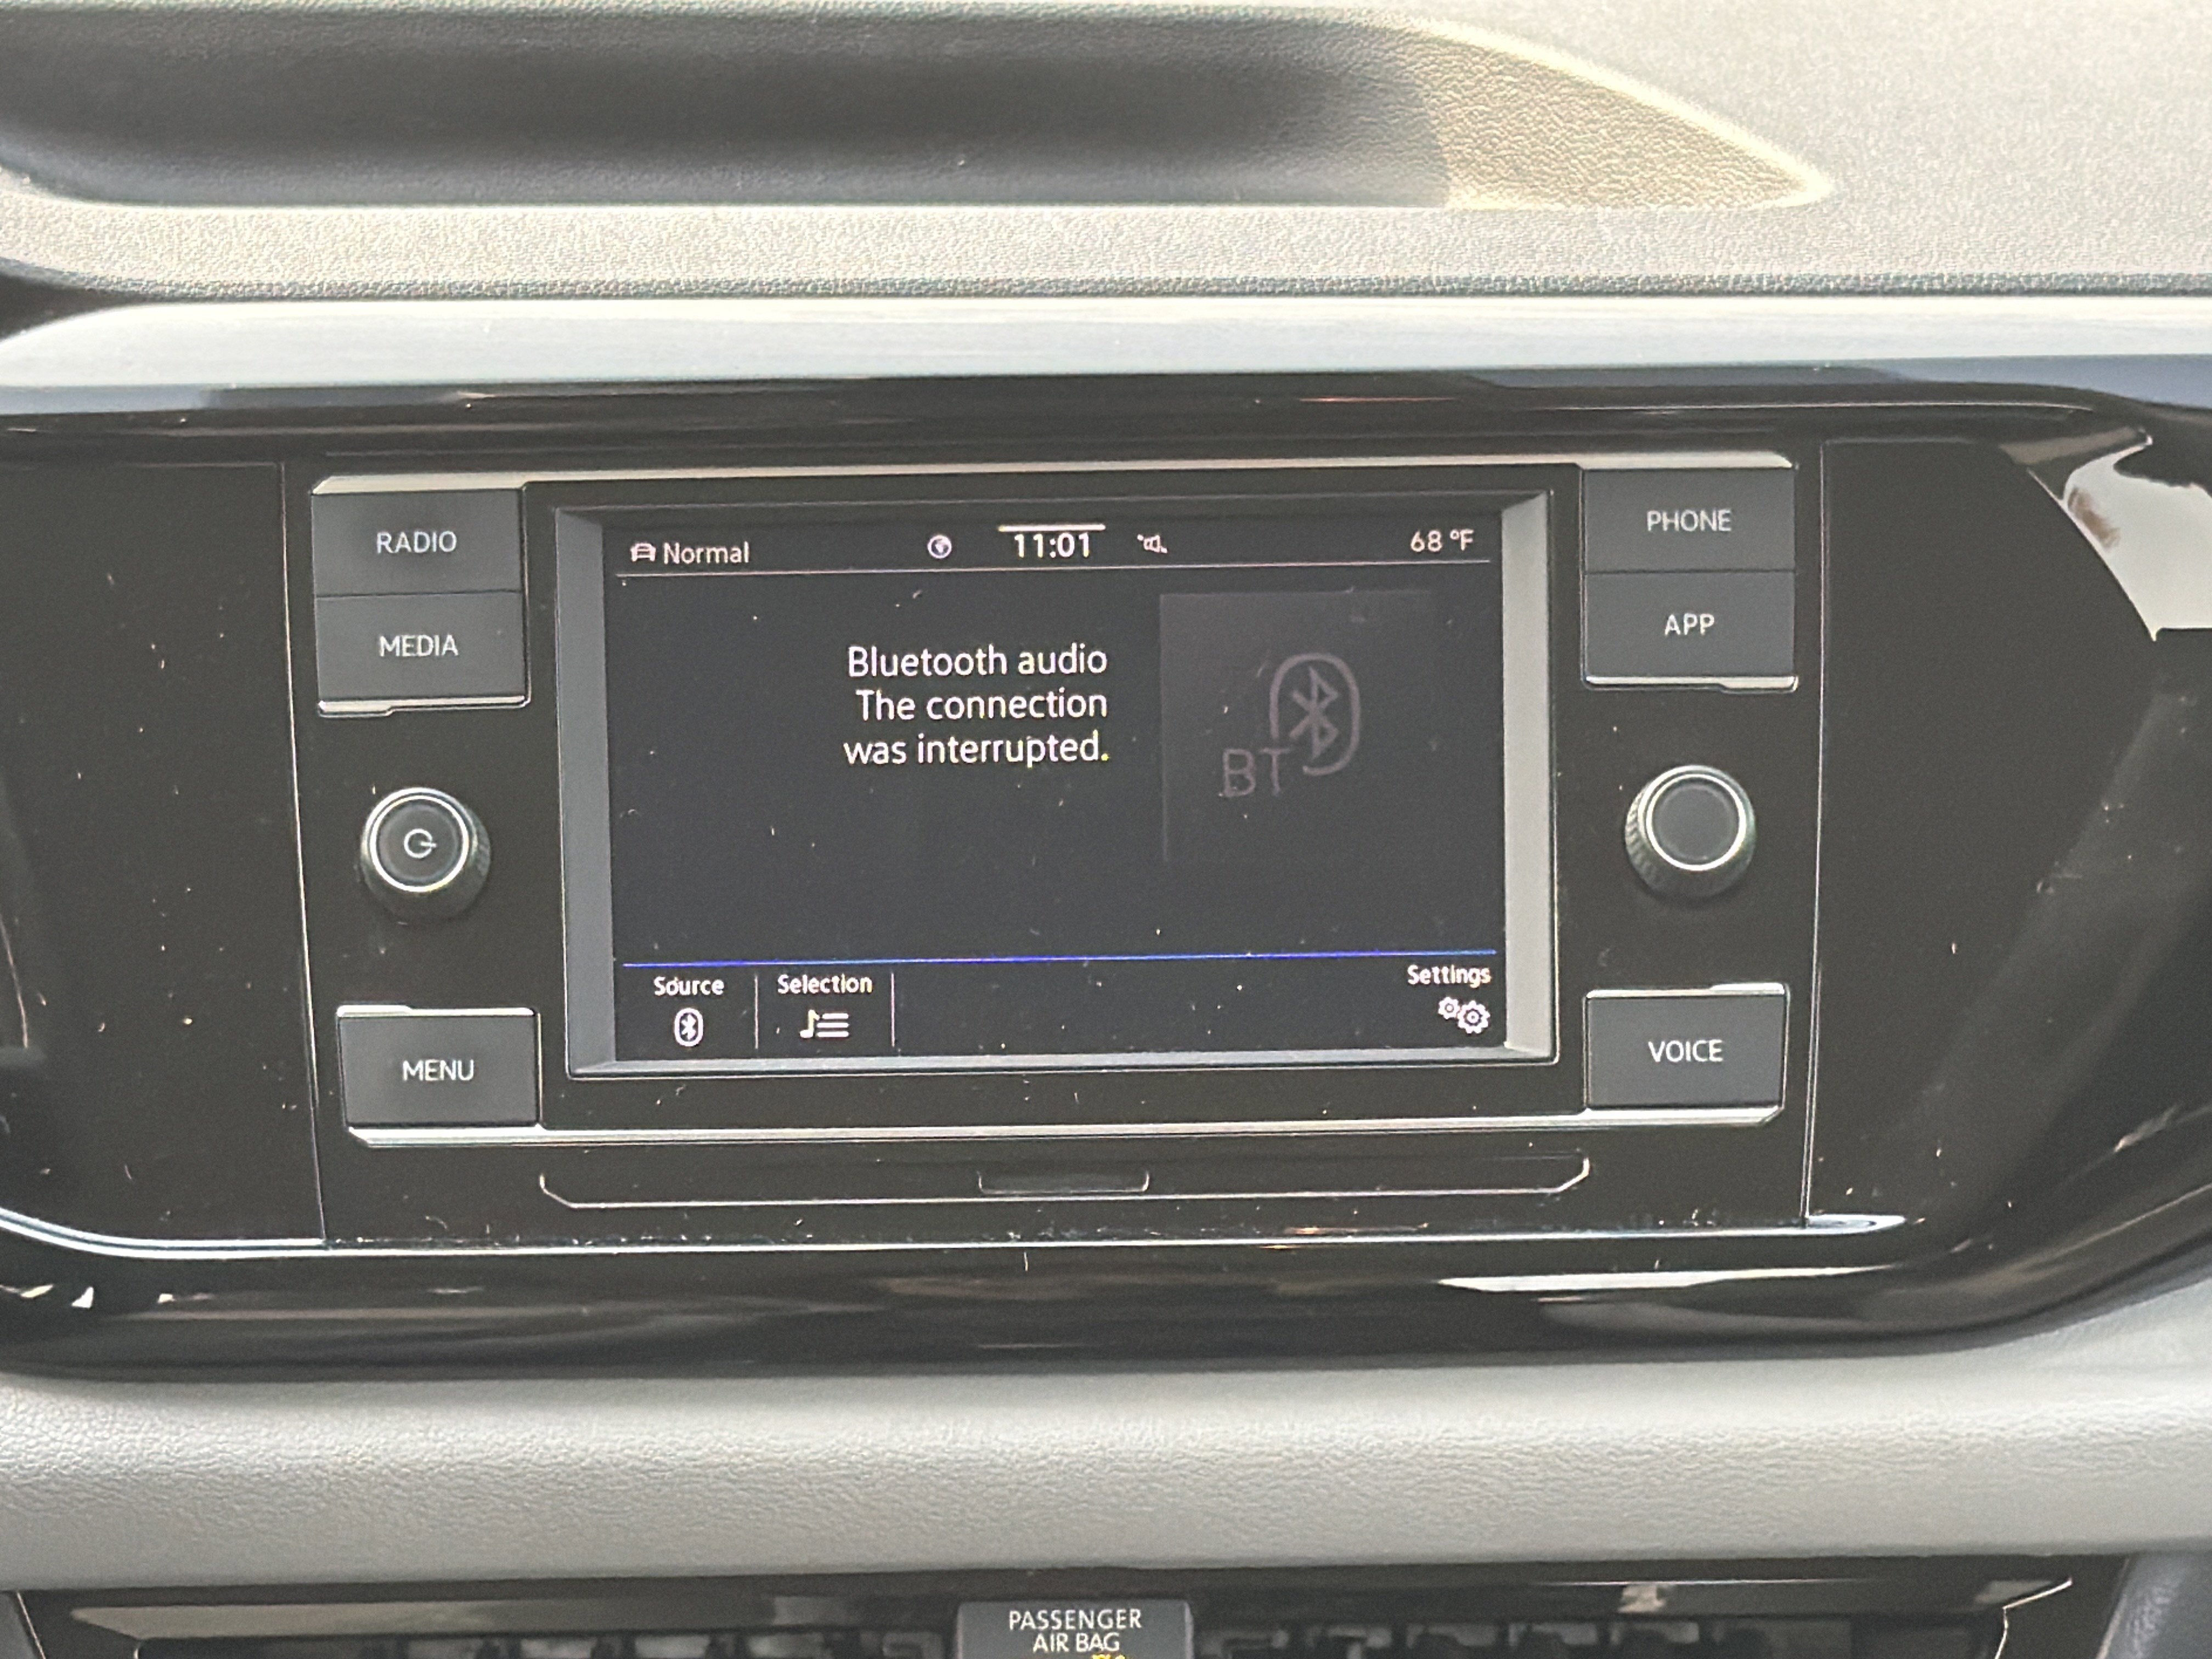 RADIO
MEDIA
MENU
Normal
11:01
68 °F
Bluetooth audio
The connection
was interrupted.
BT
Source
Selection
Settings
PHONE
APP
VOICE
PASSENGER
AIR BAG